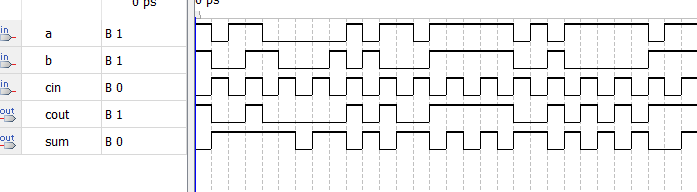 0 ps
0 ps
in a B 1
in b B 1
in cin B 0
out cout B 1
out sum B 0